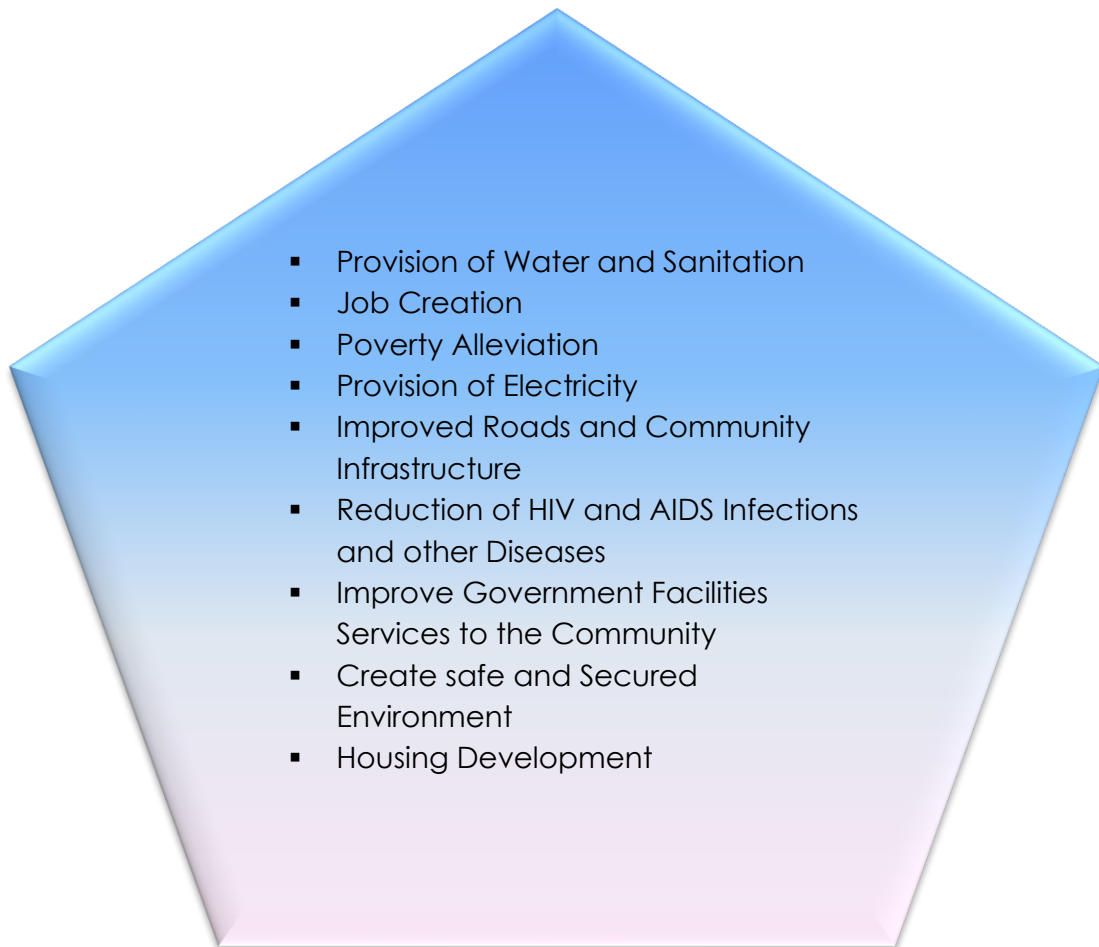 ▪ Provision of Water and Sanitation
▪ Job Creation
▪ Poverty Alleviation
▪ Provision of Electricity
▪ Improved Roads and Community
Infrastructure
▪ Reduction of HIV and AIDS Infections
and other Diseases
▪ Improve Government Facilities
Services to the Community
▪ Create safe and Secured
Environment
▪ Housing Development